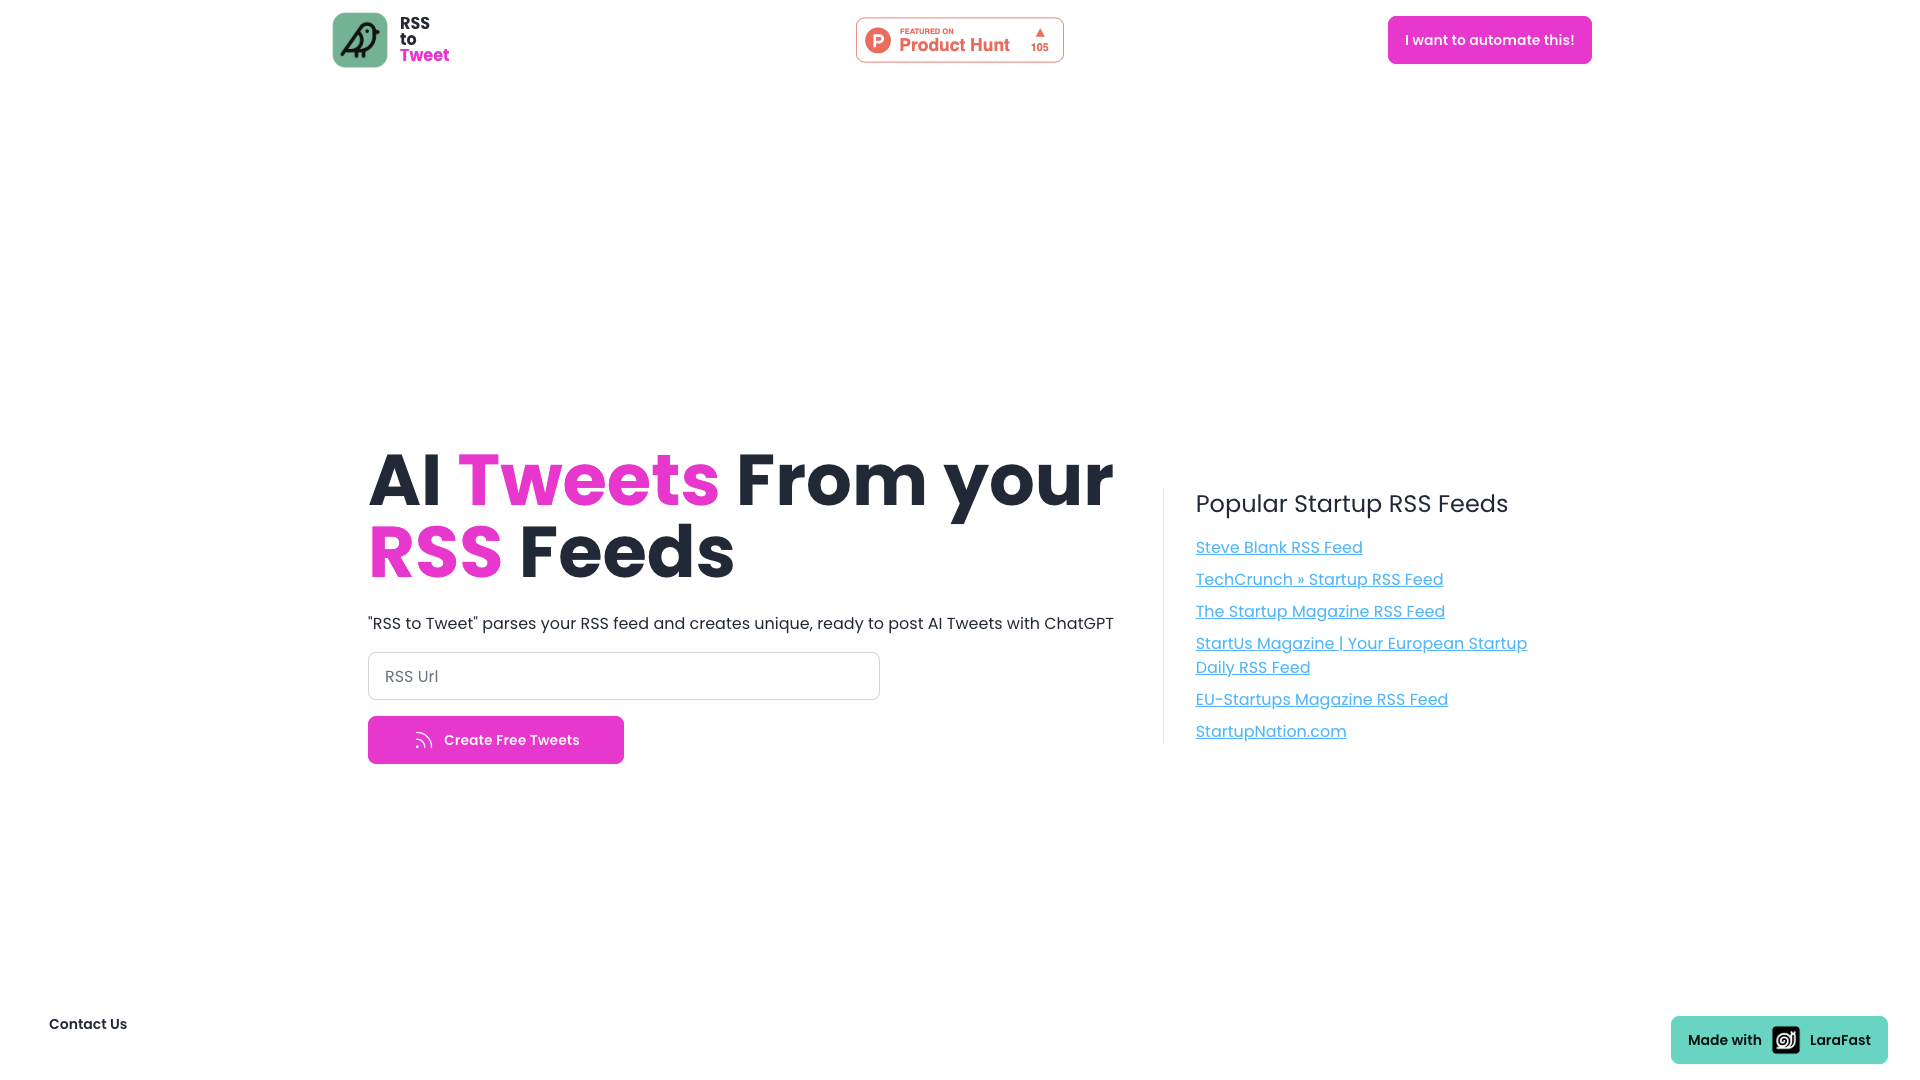 RSS
to
Tweet
FEATURED ON
Product Hunt
105
I want to automate this!
AI Tweets From your
RSS Feeds
"RSS to Tweet" parses your RSS feed and creates unique, ready to post AI Tweets with ChatGPT
RSS Url
Create Free Tweets
Popular Startup RSS Feeds
Steve Blank RSS Feed
TechCrunch » Startup RSS Feed
The Startup Magazine RSS Feed
StartUs Magazine | Your European Startup
Daily RSS Feed
EU-Startups Magazine RSS Feed
StartupNation.com
Contact Us
Made with LaraFast